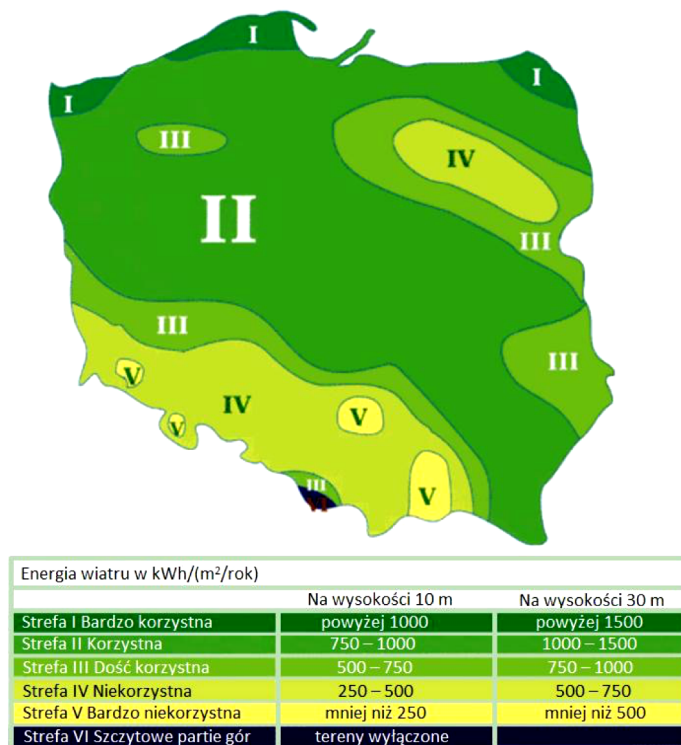 I
I
I
III
IV
II
III
III
III
V
IV
V
V
V
III
VI
Energia wiatru w kWh/(m²/rok)
Na wysokości 10 m Na wysokości 30 m
Strefa I Bardzo korzystna powyżej 1000 powyżej 1500
Strefa II Korzystna 750 – 1000 1000 – 1500
Strefa III Dość korzystna 500 – 750 750 – 1000
Strefa IV Niekorzystna 250 – 500 500 – 750
Strefa V Bardzo niekorzystna mniej niż 250 mniej niż 500
Strefa VI Szczytowe partie gór tereny wyłączone